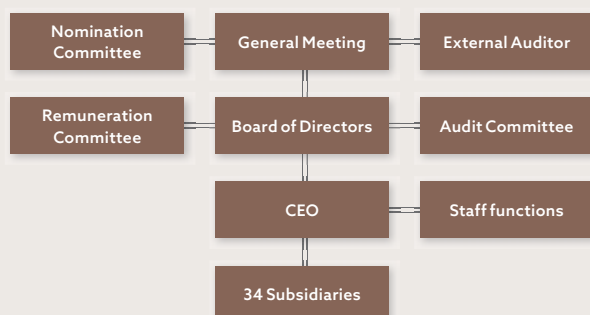 Nomination
Committee
General Meeting
External Auditor
Remuneration
Committee
Board of Directors
Audit Committee
CEO
Staff functions
34 Subsidiaries